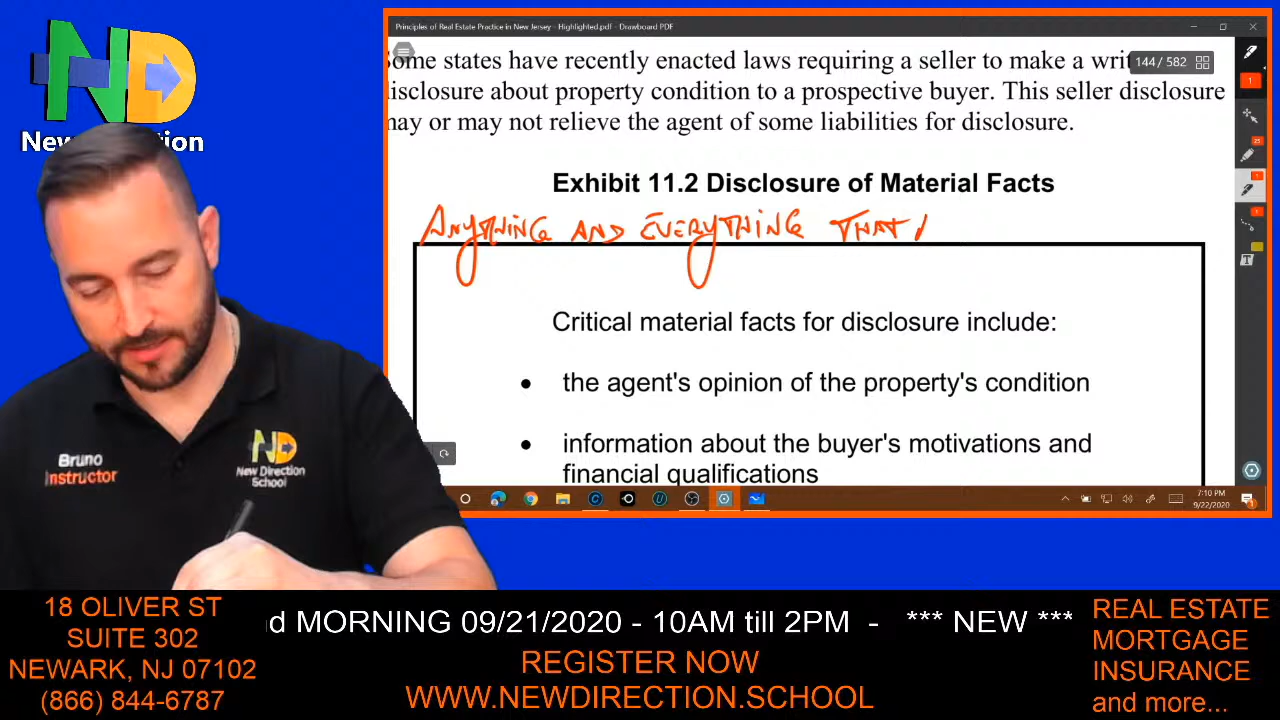 ND
New Direction
Bruno
Instructor
ND
New Direction
School
Principles of Real Estate Practice in New Jersey - Highlighted.pdf - Drawboard PDF
144 / 582
Some states have recently enacted laws requiring a seller to make a writ
disclosure about property condition to a prospective buyer. This seller disclosure
may or may not relieve the agent of some liabilities for disclosure.
Exhibit 11.2 Disclosure of Material Facts
ANYTHING AND EVERYTHING THAT
Critical material facts for disclosure include:
• the agent's opinion of the property's condition
• information about the buyer's motivations and
financial qualifications
7:10 PM
9/22/2020
18 OLIVER ST
SUITE 302
NEWARK, NJ 07102
(866) 844-6787
d MORNING 09/21/2020 - 10AM till 2PM - *** NEW ***
REGISTER NOW
WWW.NEWDIRECTION.SCHOOL
REAL ESTATE
MORTGAGE
INSURANCE
and more...